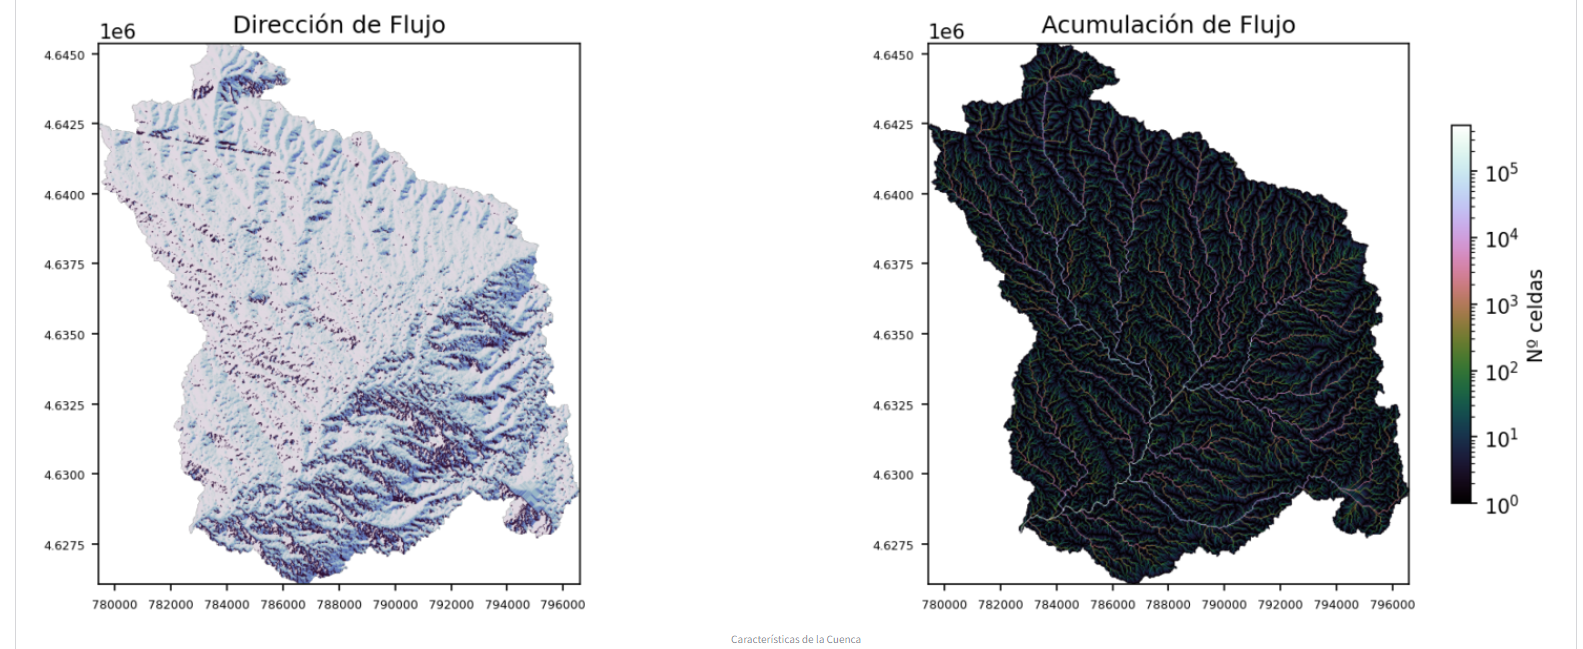 Dirección de Flujo
1e6
4.6450
4.6425
4.6400
4.6375
4.6350
4.6325
4.6300
4.6275
780000 782000 784000 786000 788000 790000 792000 794000 796000
Acumulación de Flujo
1e6
4.6450
4.6425
4.6400
4.6375
4.6350
4.6325
4.6300
4.6275
780000 782000 784000 786000 788000 790000 792000 794000 796000
10⁵
10⁴
10³
10²
10¹
10⁰
Nº celdas
Características de la Cuenca